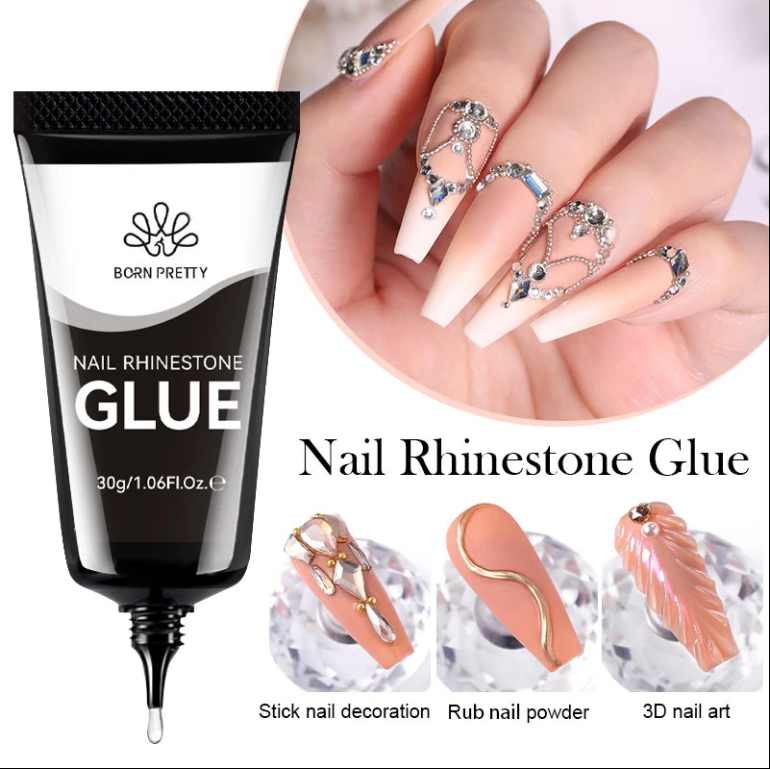 BORN PRETTY
NAIL RHINESTONE
GLUE
30g/1.06Fl.Oz.℮
Nail Rhinestone Glue
Stick nail decoration
Rub nail powder
3D nail art